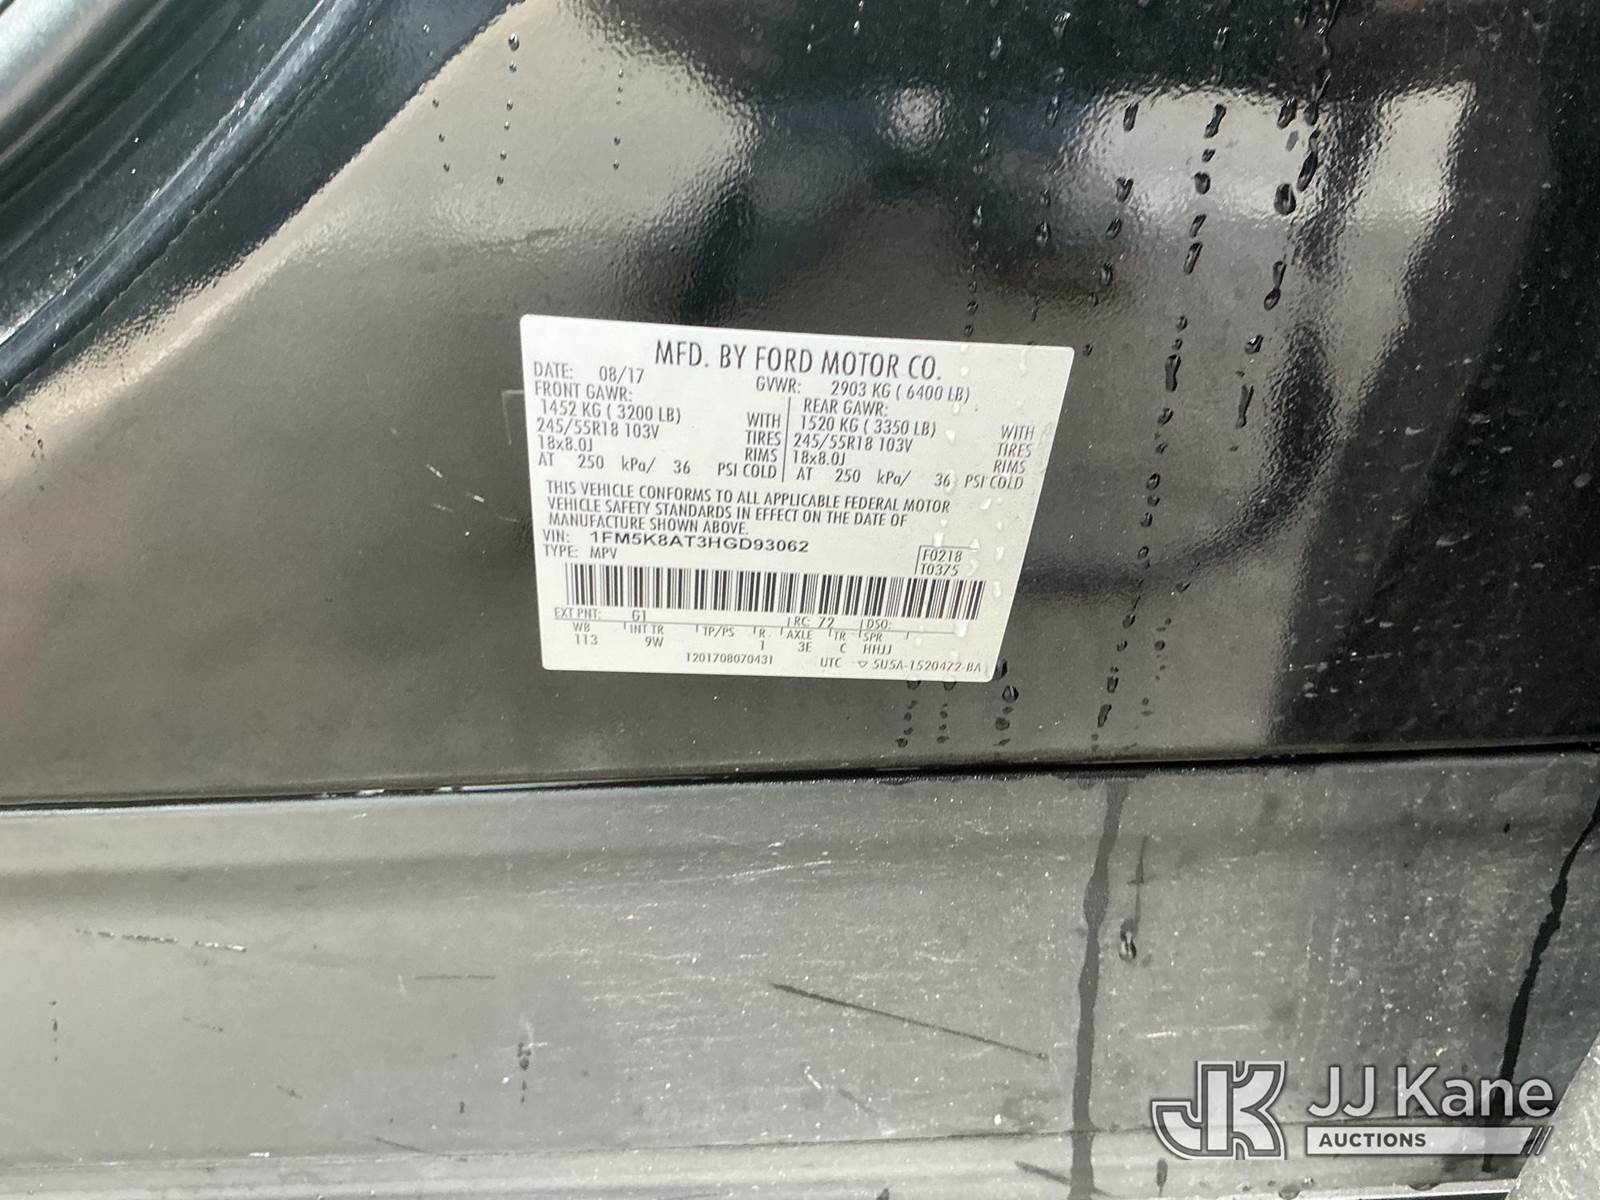 MFD. BY FORD MOTOR CO.
DATE: 08/17 GVWR: 2903 KG ( 6400 LB)
FRONT GAWR: REAR GAWR:
1452 KG ( 3200 LB) WITH 1520 KG ( 3350 LB) WITH
245/55R18 103V TIRES 245/55R18 103V TIRES
18x8.0J RIMS 18x8.0J RIMS
AT 250 kPa/ 36 PSI COLD AT 250 kPa/ 36 PSI COLD
THIS VEHICLE CONFORMS TO ALL APPLICABLE FEDERAL MOTOR
VEHICLE SAFETY STANDARDS IN EFFECT ON THE DATE OF
MANUFACTURE SHOWN ABOVE.
VIN: 1FM5K8AT3HGD93062 F0218
TYPE: MPV T0375
EXT PNT: G1 RC: 72 DSO:
WB INT TR TP/PS R AXLE TR SPR
113 9W 1 3E C HHJJ
1201708070431 UTC ▽ 5U5A-1520472-BA
JK JJ Kane
AUCTIONS